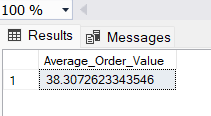 100 %
Results Messages
Average_Order_Value
1 38.3072623343546